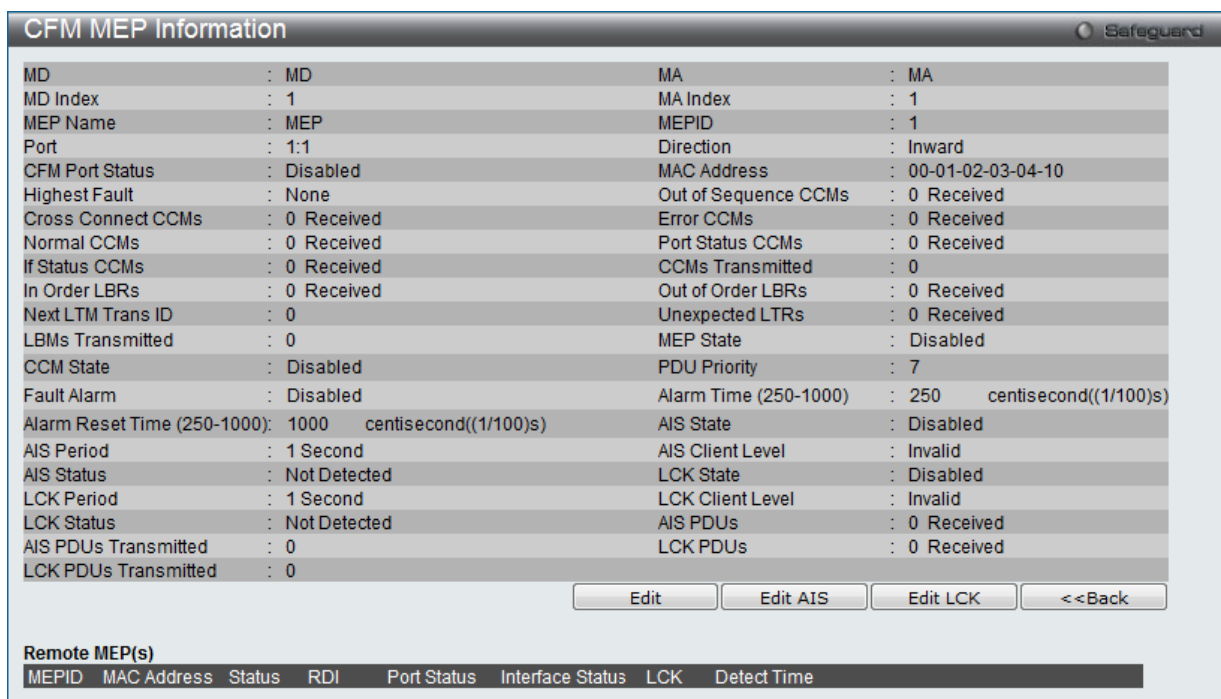 CFM MEP Information Safeguard
MD : MD MA : MA
MD Index : 1 MA Index : 1
MEP Name : MEP MEPID : 1
Port : 1:1 Direction : Inward
CFM Port Status : Disabled MAC Address : 00-01-02-03-04-10
Highest Fault : None Out of Sequence CCMs : 0 Received
Cross Connect CCMs : 0 Received Error CCMs : 0 Received
Normal CCMs : 0 Received Port Status CCMs : 0 Received
If Status CCMs : 0 Received CCMs Transmitted : 0
In Order LBRs : 0 Received Out of Order LBRs : 0 Received
Next LTM Trans ID : 0 Unexpected LTRs : 0 Received
LBMs Transmitted : 0 MEP State : Disabled
CCM State : Disabled PDU Priority : 7
Fault Alarm : Disabled Alarm Time (250-1000) : 250 centisecond((1/100)s)
Alarm Reset Time (250-1000): 1000 centisecond((1/100)s) AIS State : Disabled
AIS Period : 1 Second AIS Client Level : Invalid
AIS Status : Not Detected LCK State : Disabled
LCK Period : 1 Second LCK Client Level : Invalid
LCK Status : Not Detected AIS PDUs : 0 Received
AIS PDUs Transmitted : 0 LCK PDUs : 0 Received
LCK PDUs Transmitted : 0
Edit Edit AIS Edit LCK <<Back
Remote MEP(s)
MEPID MAC Address Status RDI Port Status Interface Status LCK Detect Time